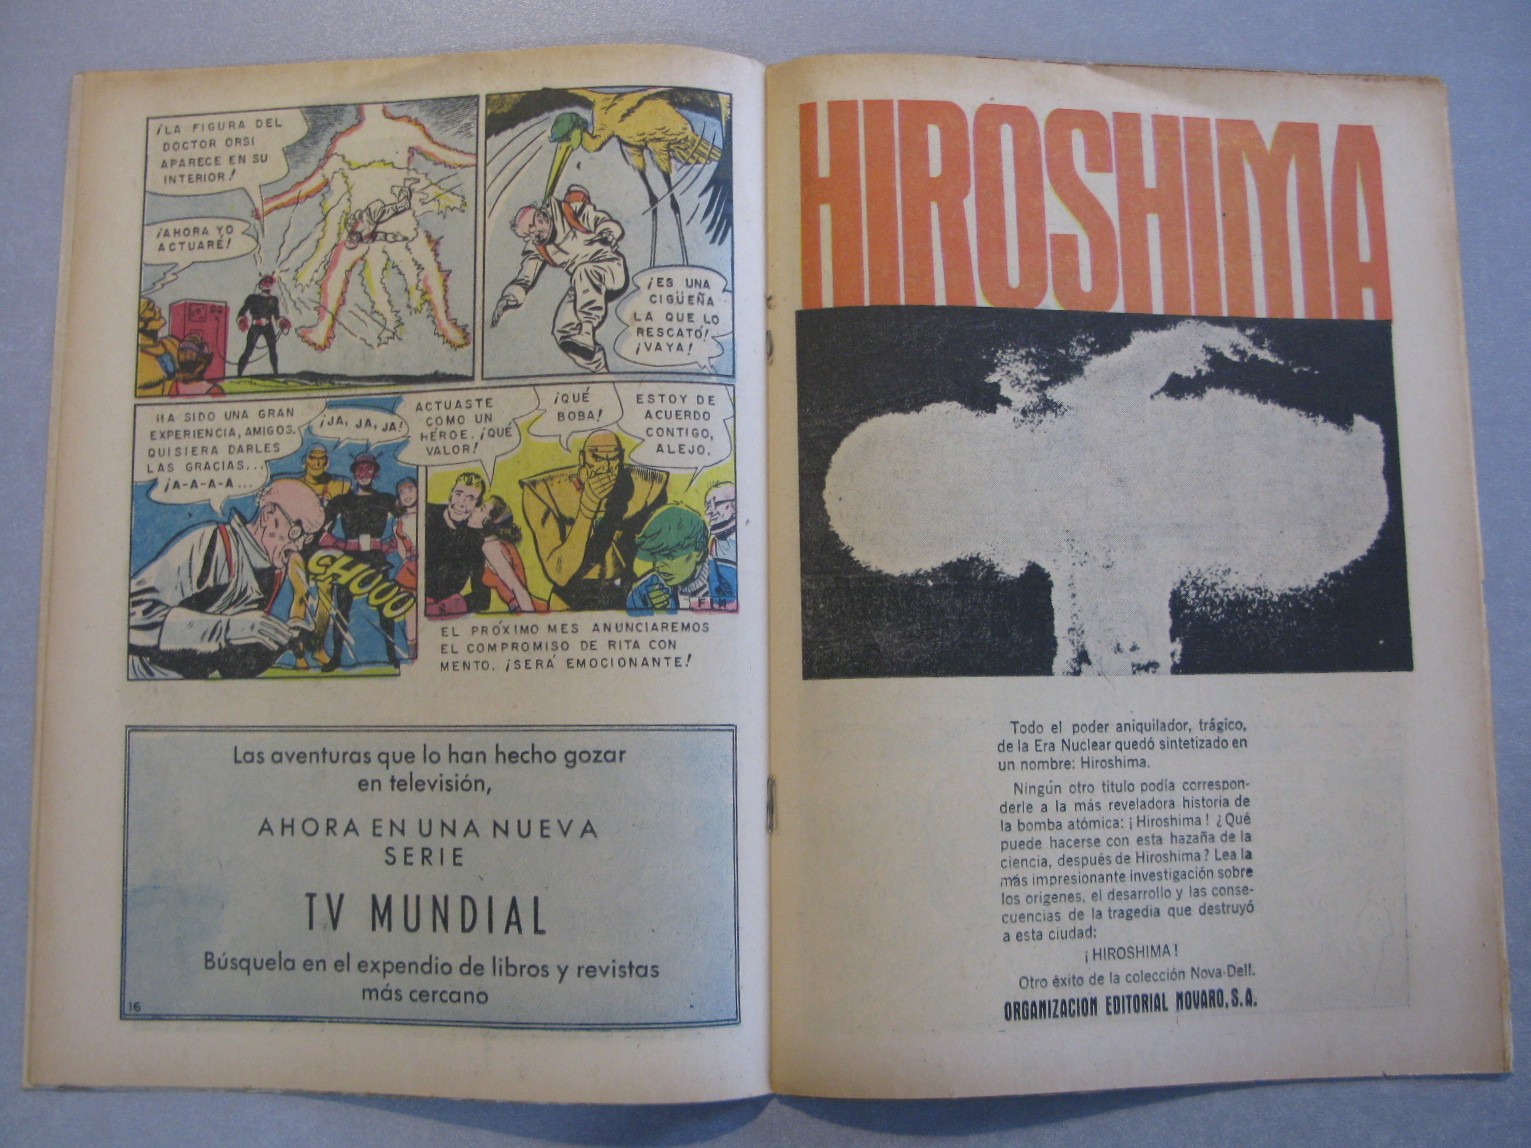 ¡LA FIGURA DEL
DOCTOR ORSI
APARECE EN SU
INTERIOR!
¡AHORA YO
ACTUARÉ!
¡ES UNA
CIGÜEÑA
LA QUE LO
RESCATÓ!
¡VAYA!
HA SIDO UNA GRAN
EXPERIENCIA, AMIGOS.
QUISIERA DARLES
LAS GRACIAS...
¡A-A-A-A...
¡JA, JA, JA!
CHUUUU
ACTUASTE
COMO UN
HÉROE. ¡QUÉ
VALOR!
¡QUÉ
BOBA!
ESTOY DE
ACUERDO
CONTIGO,
ALEJO.
FIN
EL PRÓXIMO MES ANUNCIAREMOS
EL COMPROMISO DE RITA CON
MENTO. ¡SERÁ EMOCIONANTE!
Las aventuras que lo han hecho gozar
en televisión,
AHORA EN UNA NUEVA
SERIE
TV MUNDIAL
Búsquela en el expendio de libros y revistas
más cercano
16
HIROSHIMA
Todo el poder aniquilador, trágico,
de la Era Nuclear quedó sintetizado en
un nombre: Hiroshima.
Ningún otro titulo podía correspon-
derle a la más reveladora historia de
la bomba atómica: ¡Hiroshima! ¿Qué
puede hacerse con esta hazaña de la
ciencia, después de Hiroshima? Lea la
más impresionante investigación sobre
los orígenes, el desarrollo y las conse-
cuencias de la tragedia que destruyó
a esta ciudad:
¡HIROSHIMA!
Otro éxito de la colección Nova-Dell.
ORGANIZACION EDITORIAL NOVARO, S.A.